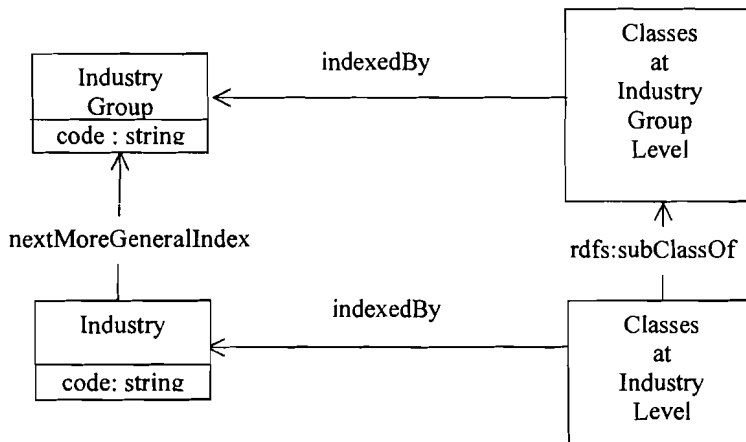 Industry
Group
code : string
indexedBy
Classes
at
Industry
Group
Level
nextMoreGeneralIndex
rdfs:subClassOf
Industry
code: string
indexedBy
Classes
at
Industry
Level